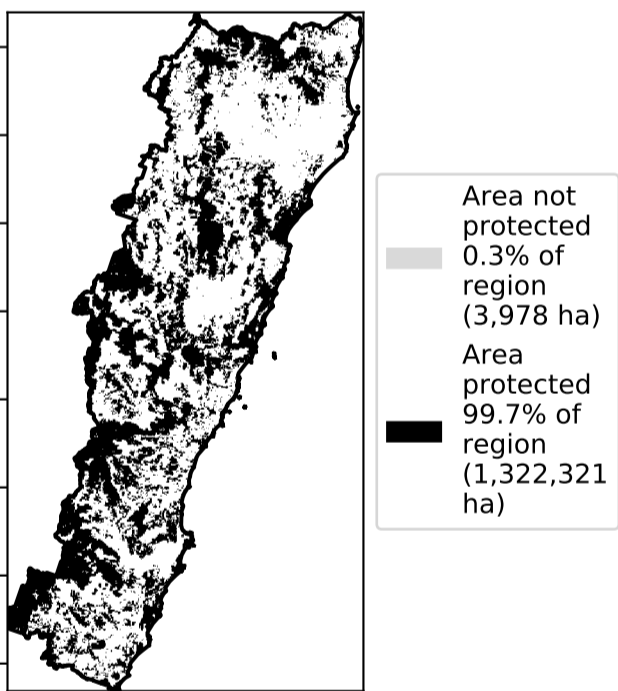 Area not
protected
0.3% of
region
(3,978 ha)
Area
protected
99.7% of
region
(1,322,321
ha)